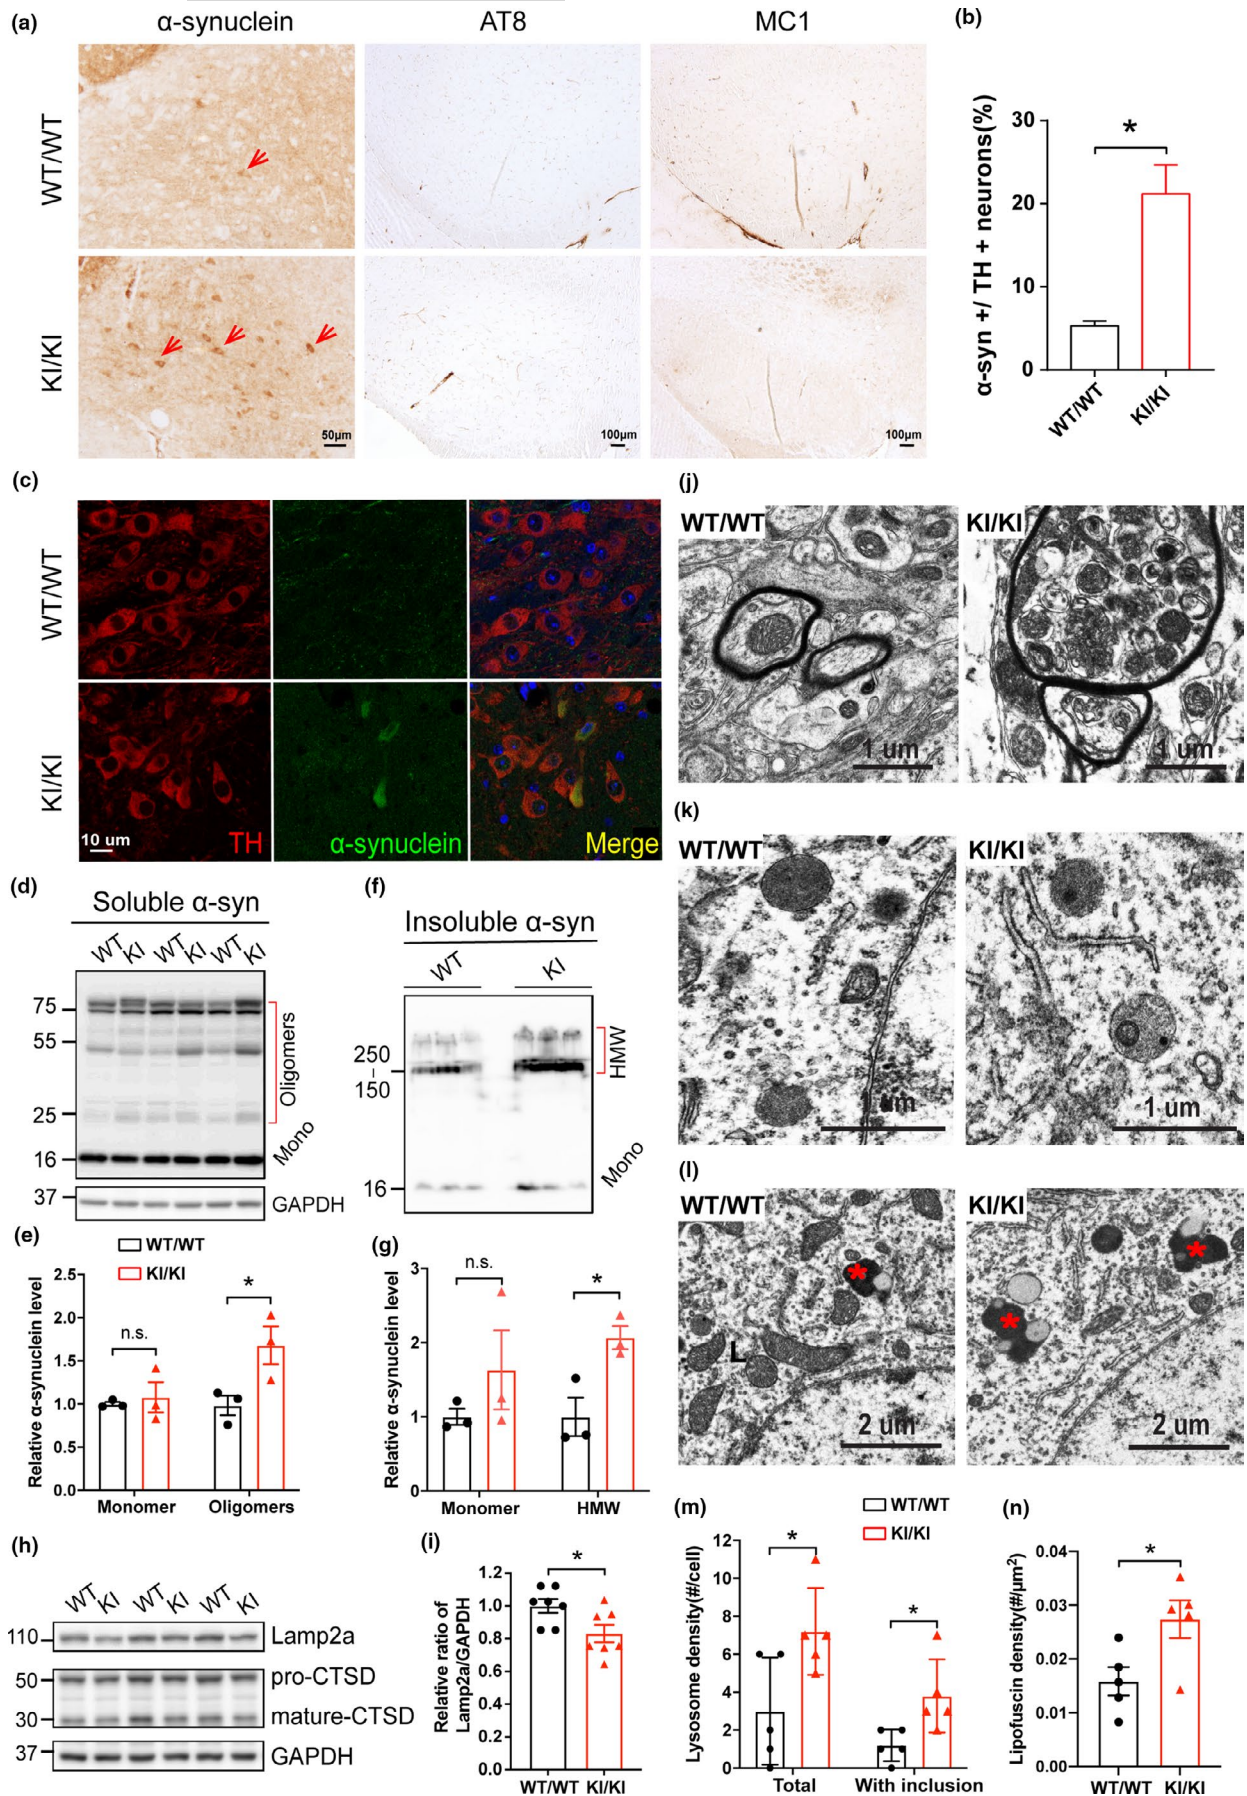 (a)
α-synuclein
AT8
MC1
WT/WT
KI/KI
50μm
100μm
100μm
(b)
α-syn +/ TH + neurons(%)
30
20
10
0
*
WT/WT
KI/KI
(c)
WT/WT
KI/KI
10 um
TH
α-synuclein
Merge
(d)
Soluble α-syn
WT KI WT KI WT KI
75
55
25
16
37
Oligomers
Mono
GAPDH
(e)
WT/WT
KI/KI
Relative α-synuclein level
2.5
2.0
1.5
1.0
0.5
0.0
n.s.
*
Monomer
Oligomers
(f)
Insoluble α-syn
WT
KI
250
150
16
HMW
Mono
(g)
Relative α-synuclein level
3
2
1
0
n.s.
*
Monomer
HMW
(h)
WT KI WT KI WT KI
110
50
30
37
Lamp2a
pro-CTSD
mature-CTSD
GAPDH
(i)
Relative ratio of
Lamp2a/GAPDH
1.2
1.0
0.8
0.6
0.4
0.2
0.0
*
WT/WT
KI/KI
(j)
WT/WT
1 um
KI/KI
1 um
(k)
WT/WT
1 um
KI/KI
1 um
(l)
WT/WT
*
L
2 um
KI/KI
*
*
2 um
(m)
WT/WT
KI/KI
Lysosome density(#/cell)
12
10
8
6
4
2
0
*
*
Total
With inclusion
(n)
Lipofuscin density(#/μm²)
0.04
0.03
0.02
0.01
0.00
*
WT/WT
KI/KI